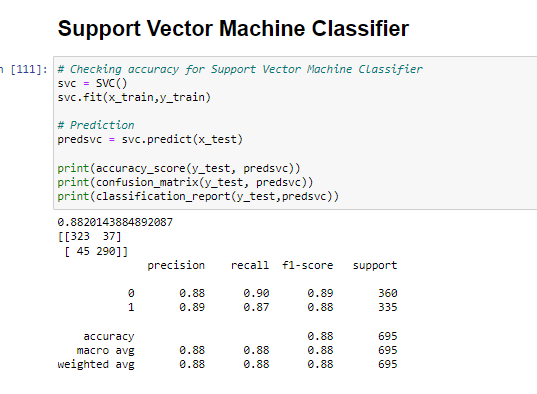 Support Vector Machine Classifier
[111]: # Checking accuracy for Support Vector Machine Classifier
svc = SVC()
svc.fit(x_train,y_train)
# Prediction
predsvc = svc.predict(x_test)
print(accuracy_score(y_test, predsvc))
print(confusion_matrix(y_test, predsvc))
print(classification_report(y_test,predsvc))
0.8820143884892087
[[323 37]
[ 45 290]]
precision recall f1-score support
0 0.88 0.90 0.89 360
1 0.89 0.87 0.88 335
accuracy 0.88 695
macro avg 0.88 0.88 0.88 695
weighted avg 0.88 0.88 0.88 695